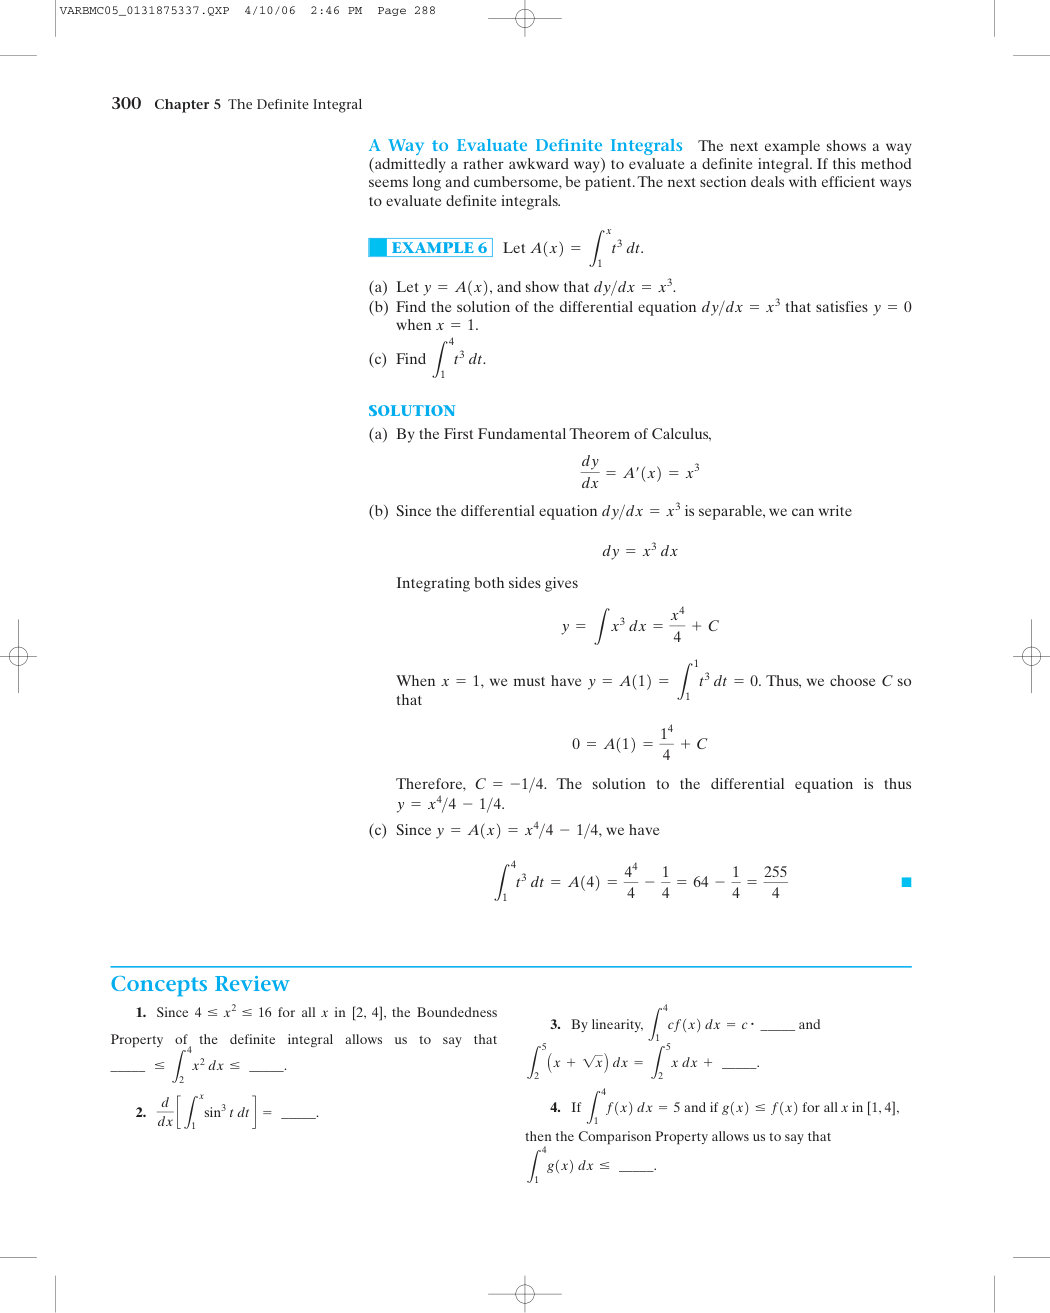 VARBMC05_0131875337.QXP 4/10/06 2:46 PM Page 288
300 Chapter 5 The Definite Integral
A Way to Evaluate Definite Integrals The next example shows a way
(admittedly a rather awkward way) to evaluate a definite integral. If this method
seems long and cumbersome, be patient. The next section deals with efficient ways
to evaluate definite integrals.
EXAMPLE 6 Let A(x) = ∫₁ˣ t³ dt.
(a) Let y = A(x), and show that dy/dx = x³.
(b) Find the solution of the differential equation dy/dx = x³ that satisfies y = 0
when x = 1.
(c) Find ∫₁⁴ t³ dt.
SOLUTION
(a) By the First Fundamental Theorem of Calculus,
dy/dx = A′(x) = x³
(b) Since the differential equation dy/dx = x³ is separable, we can write
dy = x³ dx
Integrating both sides gives
y = ∫ x³ dx = x⁴/4 + C
When x = 1, we must have y = A(1) = ∫₁¹ t³ dt = 0. Thus, we choose C so
that
0 = A(1) = 1⁴/4 + C
Therefore, C = −1/4. The solution to the differential equation is thus
y = x⁴/4 − 1/4.
(c) Since y = A(x) = x⁴/4 − 1/4, we have
∫₁⁴ t³ dt = A(4) = 4⁴/4 − 1/4 = 64 − 1/4 = 255/4
Concepts Review
1. Since 4 ≤ x² ≤ 16 for all x in [2, 4], the Boundedness
Property of the definite integral allows us to say that
_____ ≤ ∫₂⁴ x² dx ≤ _____.
2. d/dx [∫₁ˣ sin³ t dt] = _____.
3. By linearity, ∫₁⁴ cf(x) dx = c · _____ and
∫₂⁵ (x + √x) dx = ∫₂⁵ x dx + _____.
4. If ∫₁⁴ f(x) dx = 5 and if g(x) ≤ f(x) for all x in [1, 4],
then the Comparison Property allows us to say that
∫₁⁴ g(x) dx ≤ _____.